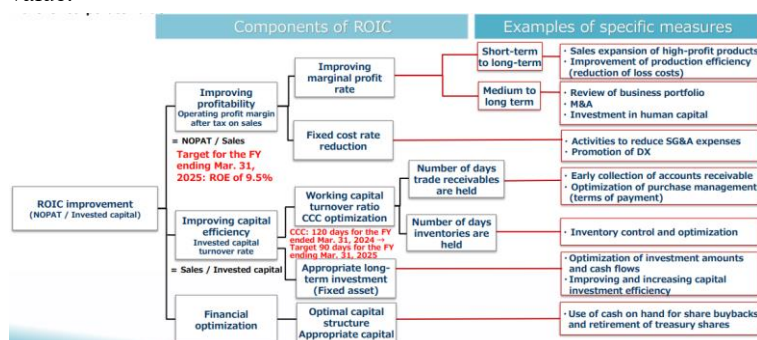 Components of ROIC
Examples of specific measures
ROIC improvement
(NOPAT / Invested capital)
Improving
profitability
Operating profit margin
after tax on sales
= NOPAT / Sales
Target for the FY
ending Mar. 31,
2025: ROE of 9.5%
Improving
marginal profit
rate
Short-term
to long-term
・Sales expansion of high-profit products
・Improvement of production efficiency
(reduction of loss costs)
Medium to
long term
・Review of business portfolio
・M&A
・Investment in human capital
Fixed cost rate
reduction
・Activities to reduce SG&A expenses
・Promotion of DX
Improving capital
efficiency
Invested capital
turnover rate
= Sales / Invested capital
Working capital
turnover ratio
CCC optimization
CCC: 120 days for the FY
ended Mar. 31, 2024 →
Target 90 days for the FY
ending Mar. 31, 2025
Number of days
trade receivables
are held
・Early collection of accounts receivable
・Optimization of purchase management
(terms of payment)
Number of days
inventories are
held
・Inventory control and optimization
Appropriate long-
term investment
(Fixed asset)
・Optimization of investment amounts
and cash flows
・Improving and increasing capital
investment efficiency
Financial
optimization
Optimal capital
structure
Appropriate capital
・Use of cash on hand for share buybacks
and retirement of treasury shares